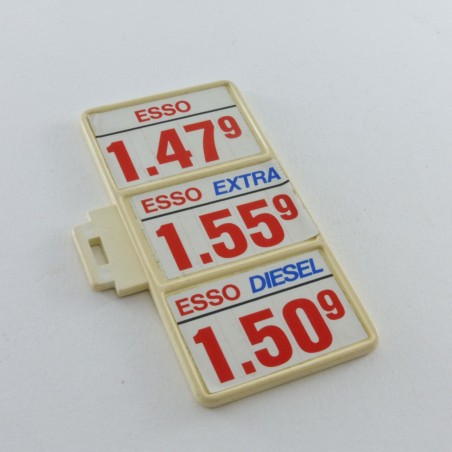 ESSO
1.479
ESSO EXTRA
1.559
ESSO DIESEL
1.509